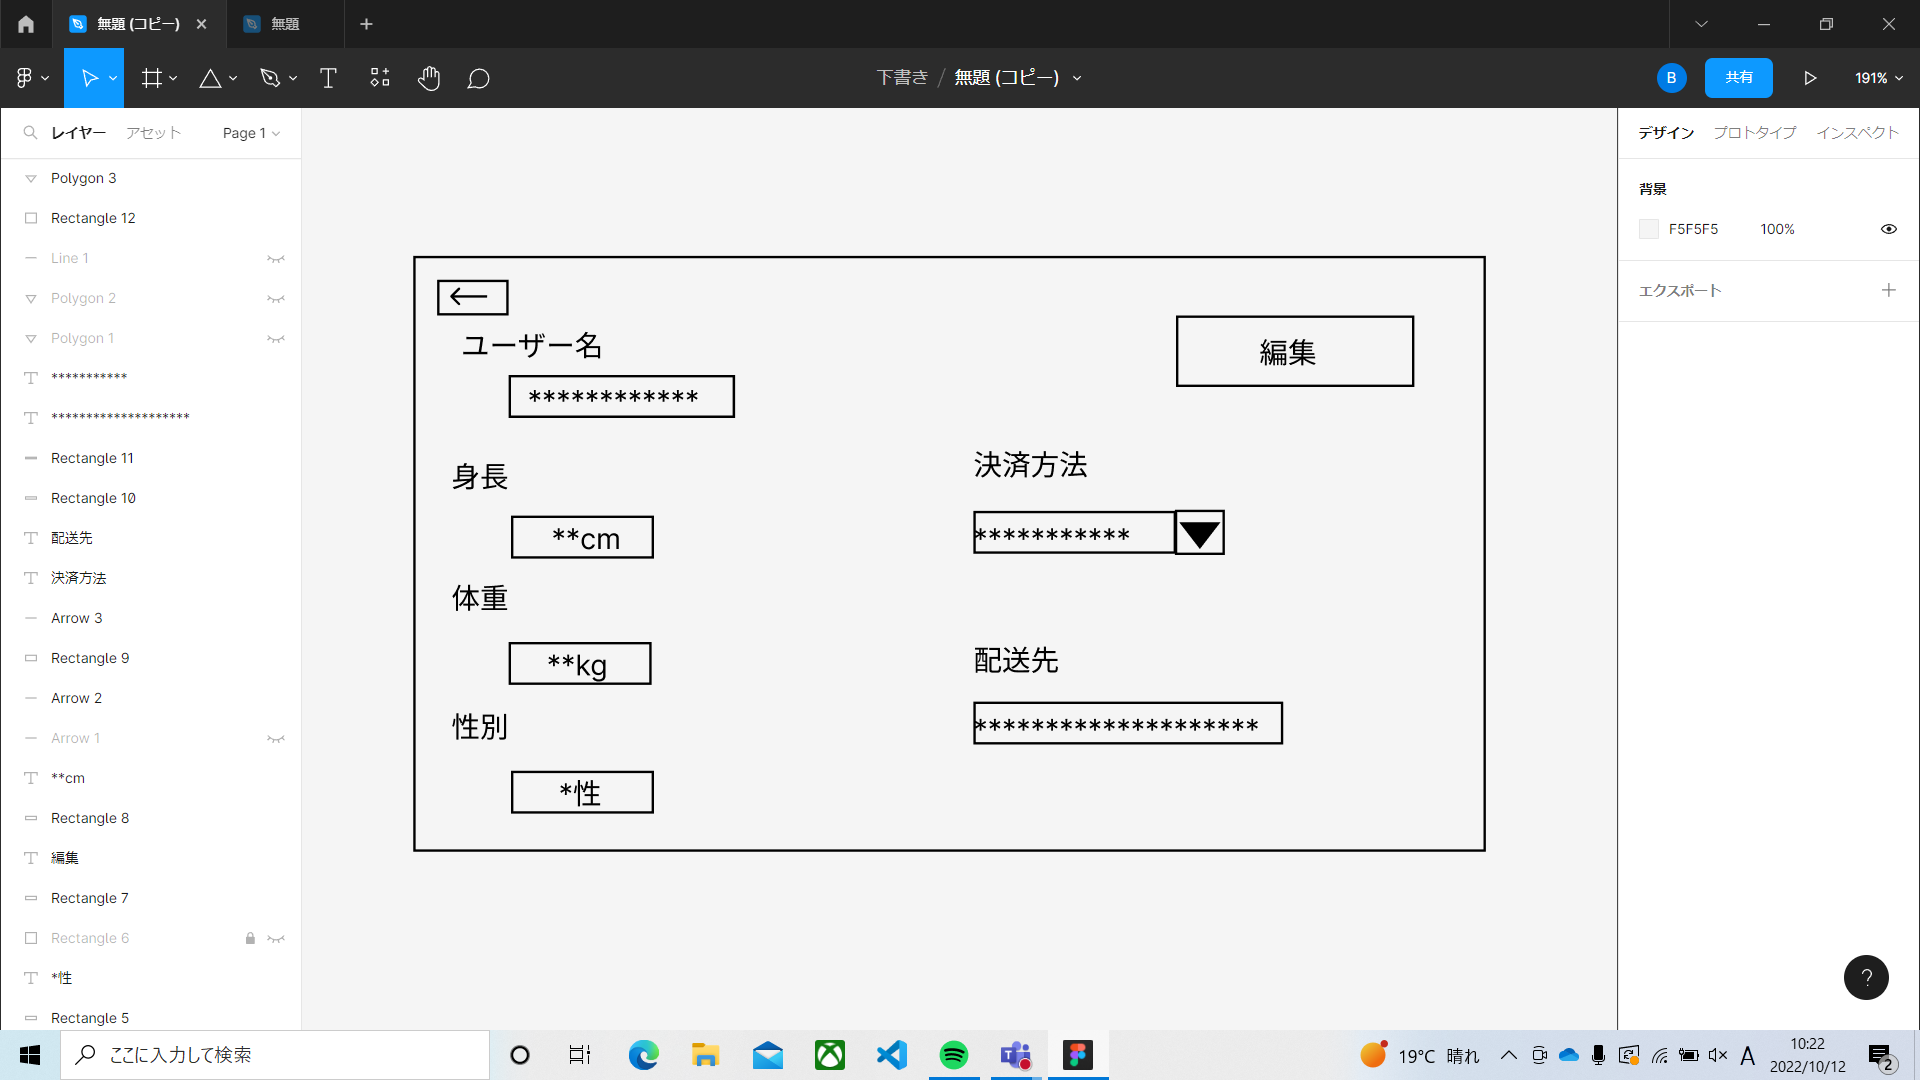 無題 (コピー)
無題
下書き / 無題 (コピー)
B
共有
191%
レイヤー
アセット
Page 1
Polygon 3
Rectangle 12
Line 1
Polygon 2
Polygon 1
***********
********************
Rectangle 11
Rectangle 10
配送先
決済方法
Arrow 3
Rectangle 9
Arrow 2
Arrow 1
**cm
Rectangle 8
編集
Rectangle 7
Rectangle 6
*性
Rectangle 5
ユーザー名
************
編集
身長
**cm
体重
**kg
性別
*性
決済方法
***********
配送先
********************
デザイン
プロトタイプ
インスペクト
背景
F5F5F5
100%
エクスポート
?
ここに入力して検索
19°C 晴れ
A
10:22
2022/10/12
2